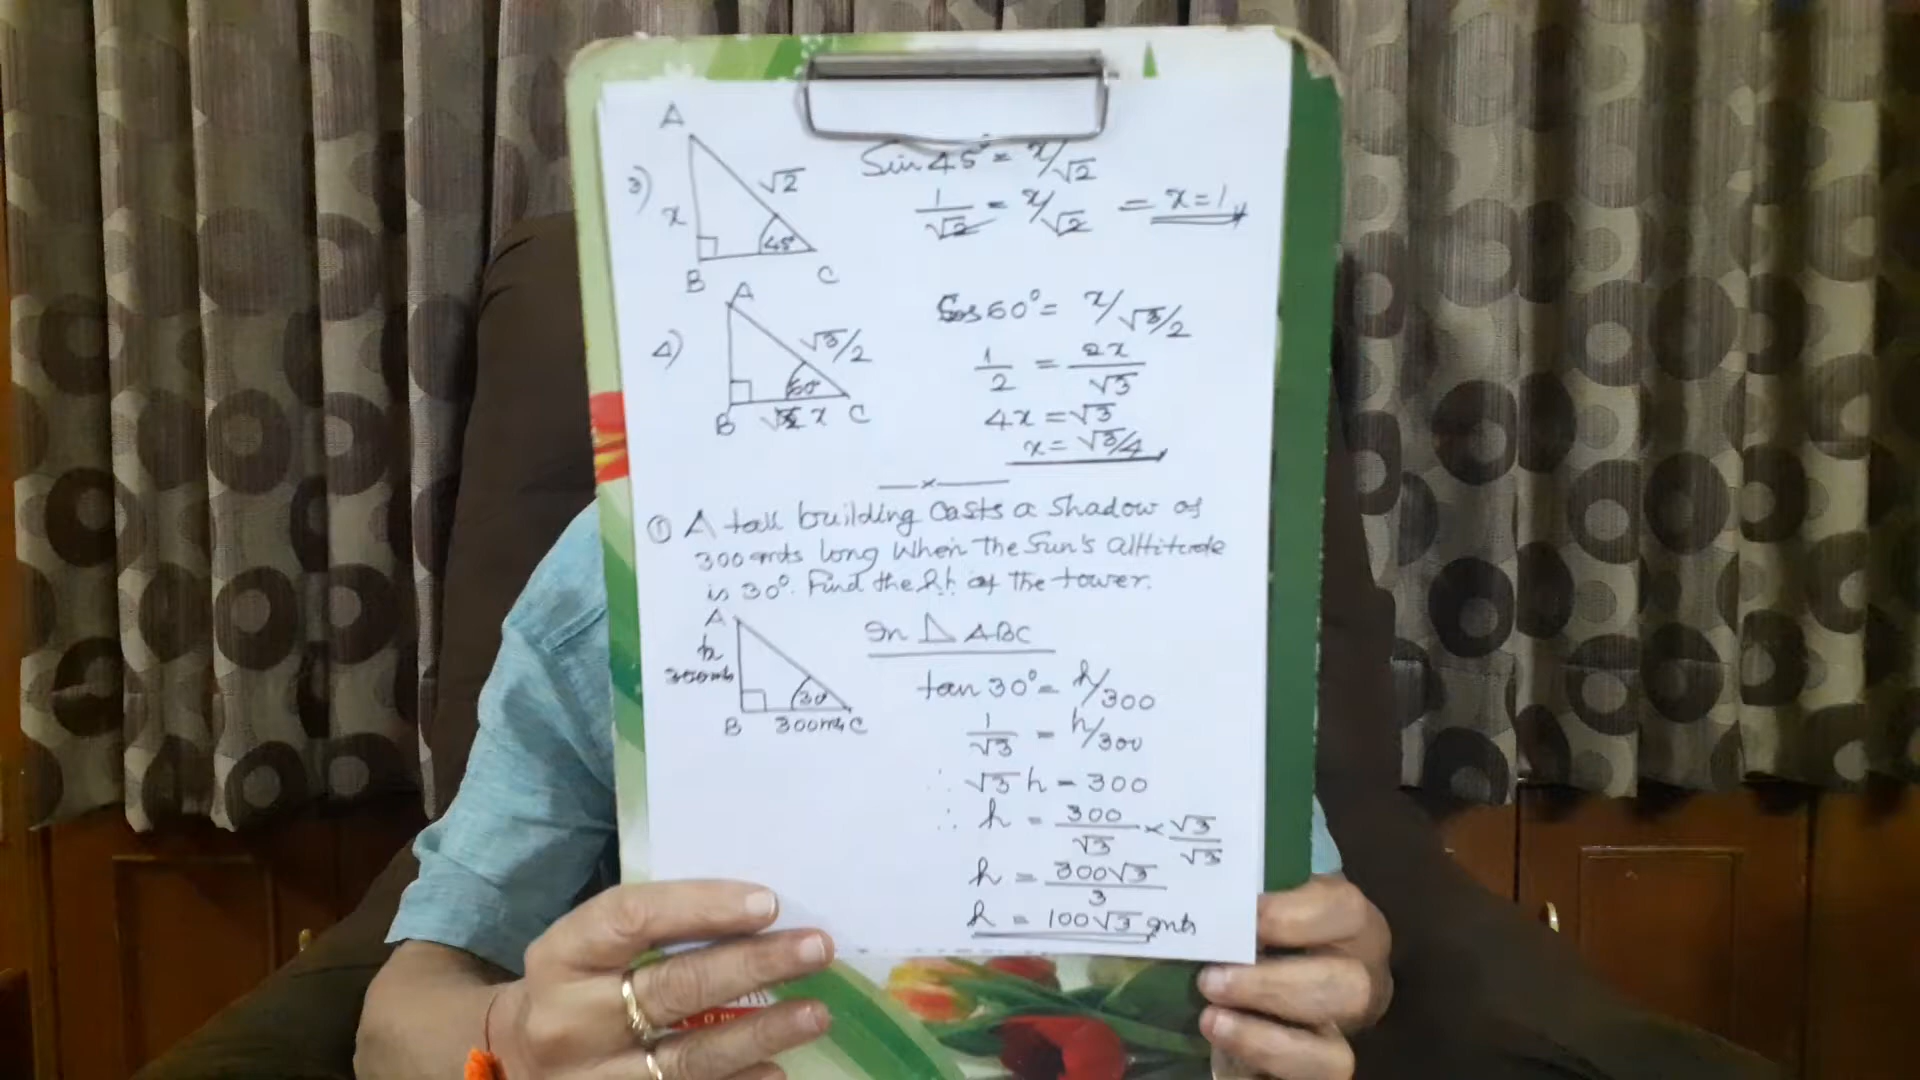 A
3)
√2
x
45°
B
C
Sin 45° = x/√2
1/√2 = x/√2 = x = 1
A
4)
√3/2
60°
B x C
Cos 60° = x/√3/2
1/2 = 2x/√3
4x = √3
x = √3/4
—x—
① A tall building Casts a Shadow of
300 mts long When The Sun's altitude
is 30°. Find the ht of The tower.
A
h
30°
B 300mts C
In △ ABC
tan 30° = h/300
1/√3 = h/300
∴ √3 h = 300
∴ h = 300/√3 × √3/√3
h = 300√3/3
h = 100√3 mts